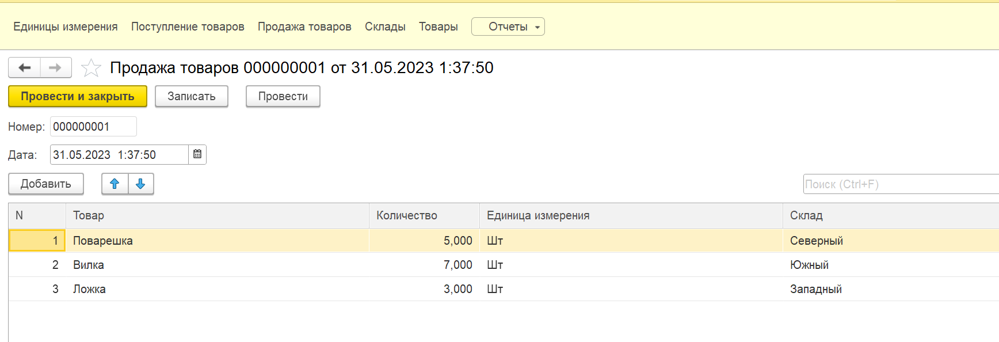 Единицы измерения Поступление товаров Продажа товаров Склады Товары Отчеты
Продажа товаров 000000001 от 31.05.2023 1:37:50
Провести и закрыть Записать Провести
Номер: 000000001
Дата: 31.05.2023 1:37:50
Добавить Поиск (Ctrl+F)
N Товар Количество Единица измерения Склад
1 Поварешка 5,000 Шт Северный
2 Вилка 7,000 Шт Южный
3 Ложка 3,000 Шт Западный